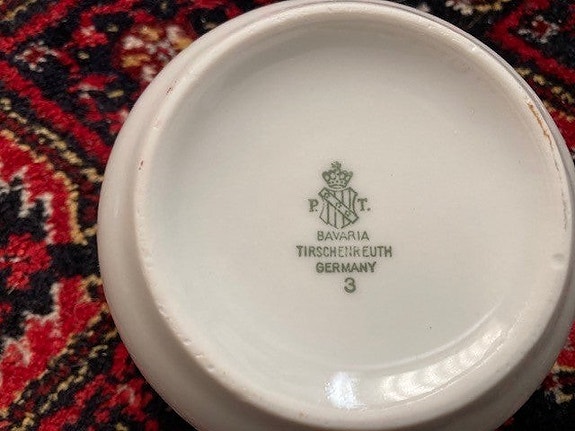 P. T.
BAVARIA
TIRSCHENREUTH
GERMANY
3